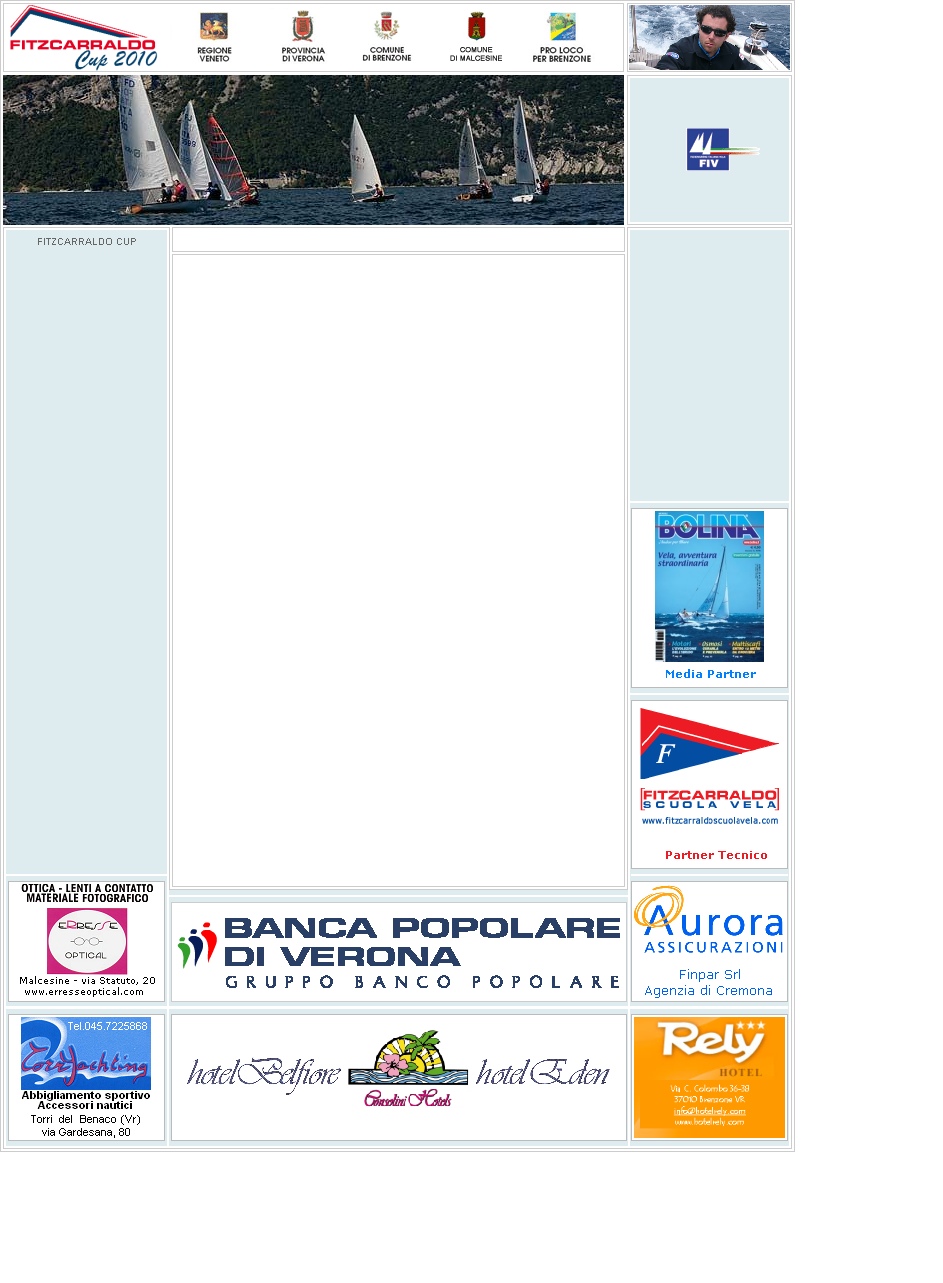 FITZCARRALDO
Cup 2010
REGIONE
VENETO
PROVINCIA
DI VERONA
COMUNE
DI BRENZONE
COMUNE
DI MALCESINE
PRO LOCO
PER BRENZONE
FIV
FITZCARRALDO CUP
BOLINA
Vela, avventura
straordinaria
Motori
Osmosi
Multiscafi
Media Partner
F
FITZCARRALDO
SCUOLA VELA
www.fitzcarraldoscuolavela.com
Partner Tecnico
OTTICA - LENTI A CONTATTO
MATERIALE FOTOGRAFICO
ERRESSE
OPTICAL
Malcesine - via Statuto, 20
www.erresseoptical.com
BANCA POPOLARE
DI VERONA
GRUPPO BANCO POPOLARE
Aurora
ASSICURAZIONI
Finpar Srl
Agenzia di Cremona
Tel.045.7225868
Torri Yachting
Abbigliamento sportivo
Accessori nautici
Torri del Benaco (Vr)
via Gardesana, 80
hotel Belfiore
hotel Eden
Consolini Hotels
Rely
HOTEL
Via C. Colombo 36-38
37010 Brenzone VR
info@hotelrely.com
www.hotelrely.com